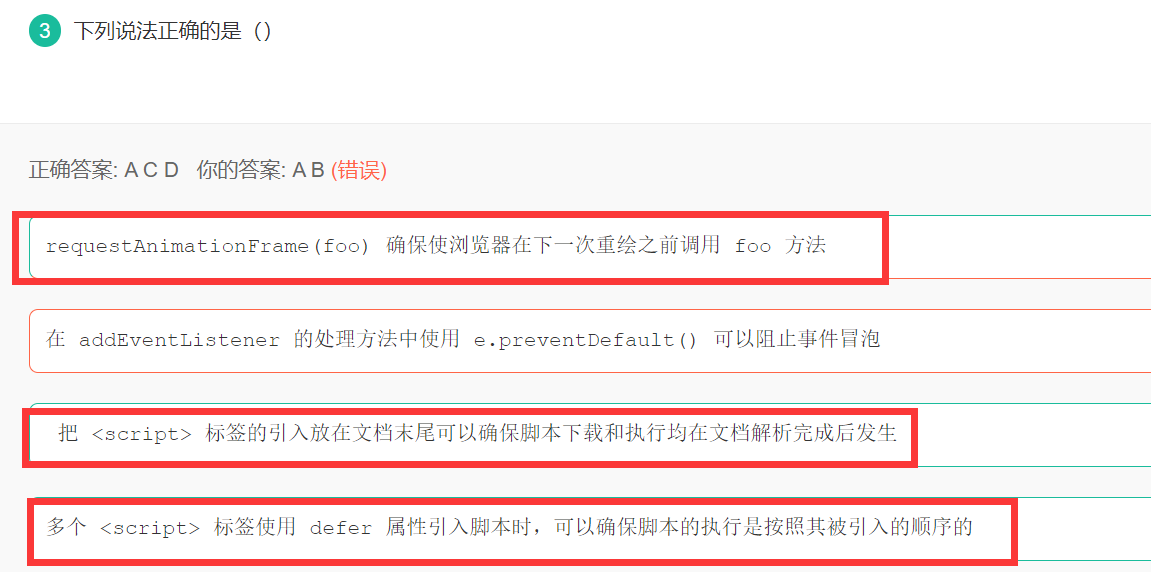 3 下列说法正确的是（）
正确答案: A C D 你的答案: A B (错误)
requestAnimationFrame(foo) 确保使浏览器在下一次重绘之前调用 foo 方法
在 addEventListener 的处理方法中使用 e.preventDefault() 可以阻止事件冒泡
把 <script> 标签的引入放在文档末尾可以确保脚本下载和执行均在文档解析完成后发生
多个 <script> 标签使用 defer 属性引入脚本时，可以确保脚本的执行是按照其被引入的顺序的